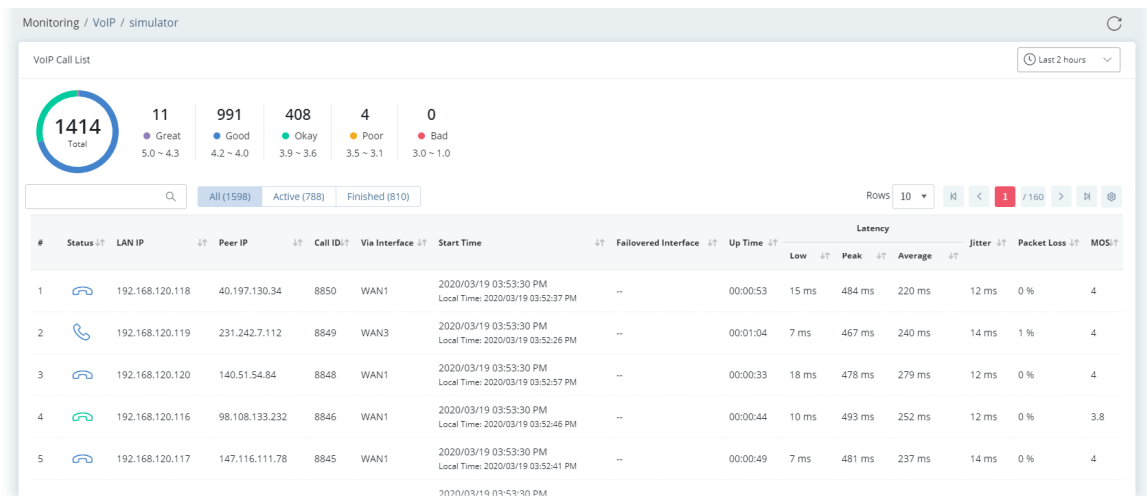 Monitoring / VoIP / simulator
VoIP Call List
Last 2 hours
1414
Total
11 991 408 4 0
Great Good Okay Poor Bad
5.0 ~ 4.3 4.2 ~ 4.0 3.9 ~ 3.6 3.5 ~ 3.1 3.0 ~ 1.0
All (1598) Active (788) Finished (810) Rows 10 1 / 160
Latency
# Status LAN IP Peer IP Call ID Via Interface Start Time Failovered Interface Up Time Jitter Packet Loss MOS
Low Peak Average
1 192.168.120.118 40.197.130.34 8850 WAN1 2020/03/19 03:53:30 PM -- 00:00:53 15 ms 484 ms 220 ms 12 ms 0 % 4
Local Time: 2020/03/19 03:52:37 PM
2 192.168.120.119 231.242.7.112 8849 WAN3 2020/03/19 03:53:30 PM -- 00:01:04 7 ms 467 ms 240 ms 14 ms 1 % 4
Local Time: 2020/03/19 03:52:26 PM
3 192.168.120.120 140.51.54.84 8848 WAN1 2020/03/19 03:53:30 PM -- 00:00:33 18 ms 478 ms 279 ms 12 ms 0 % 4
Local Time: 2020/03/19 03:52:57 PM
4 192.168.120.116 98.108.133.232 8846 WAN1 2020/03/19 03:53:30 PM -- 00:00:44 10 ms 493 ms 252 ms 12 ms 0 % 3.8
Local Time: 2020/03/19 03:52:46 PM
5 192.168.120.117 147.116.111.78 8845 WAN1 2020/03/19 03:53:30 PM -- 00:00:49 7 ms 481 ms 237 ms 14 ms 0 % 4
Local Time: 2020/03/19 03:52:41 PM
2020/03/19 03:53:30 PM